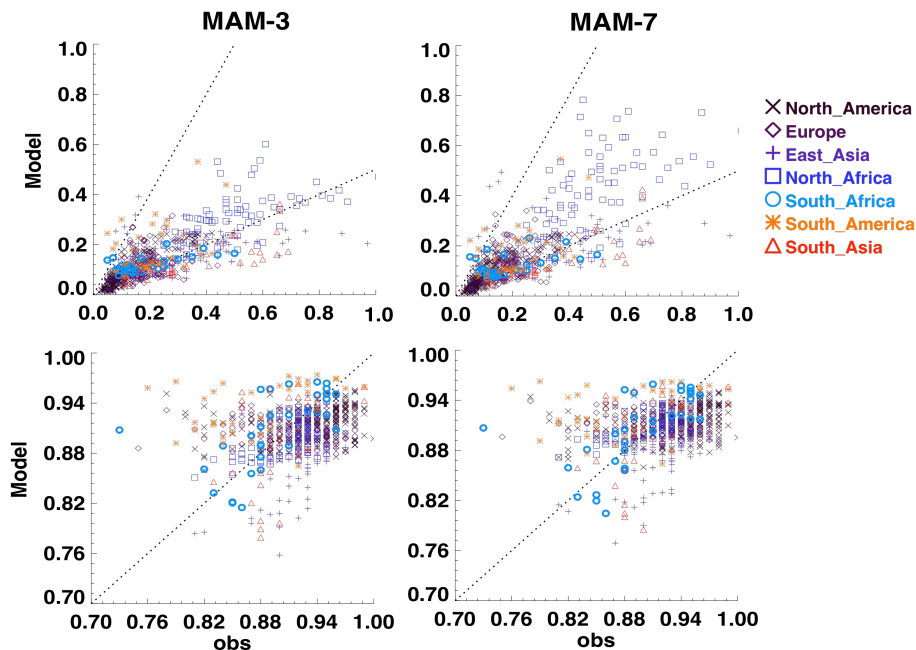 MAM-3 MAM-7
1.0 1.0
0.8 0.8
0.6 0.6
Model
0.4 0.4
0.2 0.2
0.0 0.0
0.0 0.2 0.4 0.6 0.8 1.0 0.0 0.2 0.4 0.6 0.8 1.0
North_America
Europe
East_Asia
North_Africa
South_Africa
South_America
South_Asia
1.00 1.00
0.94 0.94
0.88 0.88
Model
0.82 0.82
0.76 0.76
0.70 0.70
0.70 0.76 0.82 0.88 0.94 1.00 0.70 0.76 0.82 0.88 0.94 1.00
obs obs